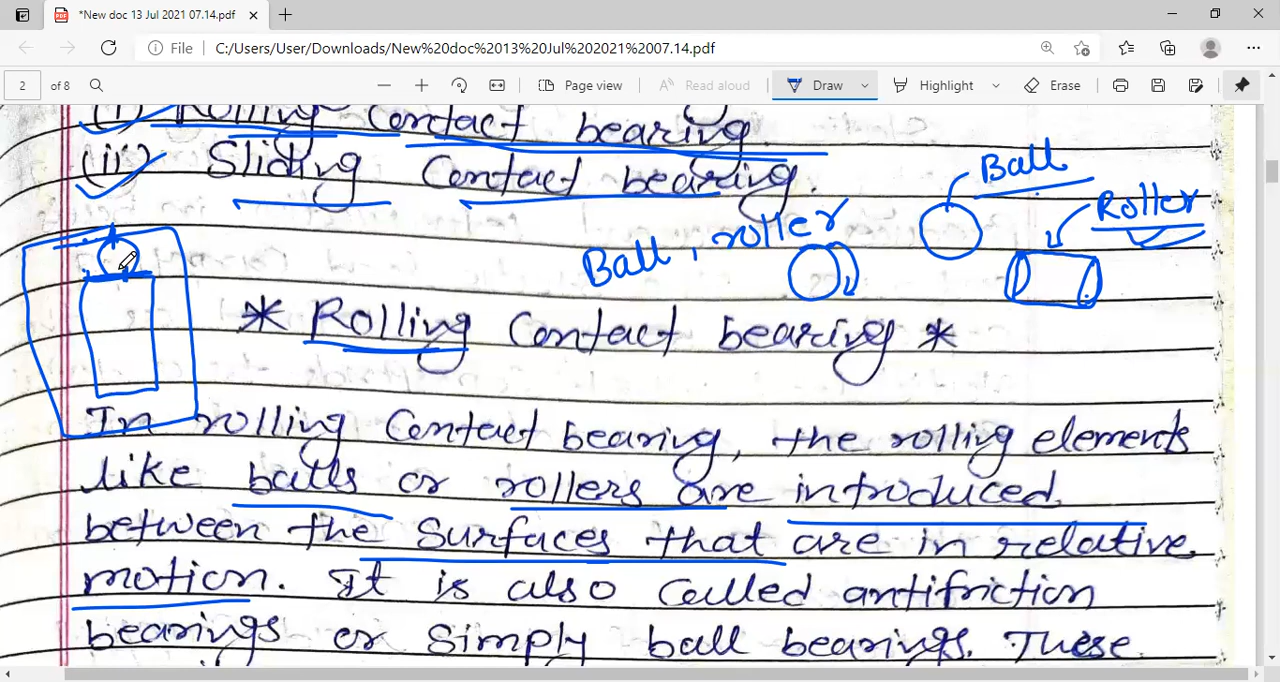 *New doc 13 Jul 2021 07.14.pdf
File C:/Users/User/Downloads/New%20doc%2013%20Jul%202021%2007.14.pdf
2 of 8 Page view Read aloud Draw Highlight Erase
(i) Rolling Contact bearing.
(ii) Sliding Contact bearing.
Ball
Roller
Ball, roller
* Rolling Contact bearing *
In rolling Contact bearing, the rolling elements
like balls or rollers are introduced
between the surfaces that are in relative
motion. It is also Called antifriction
bearings or simply ball bearings. These